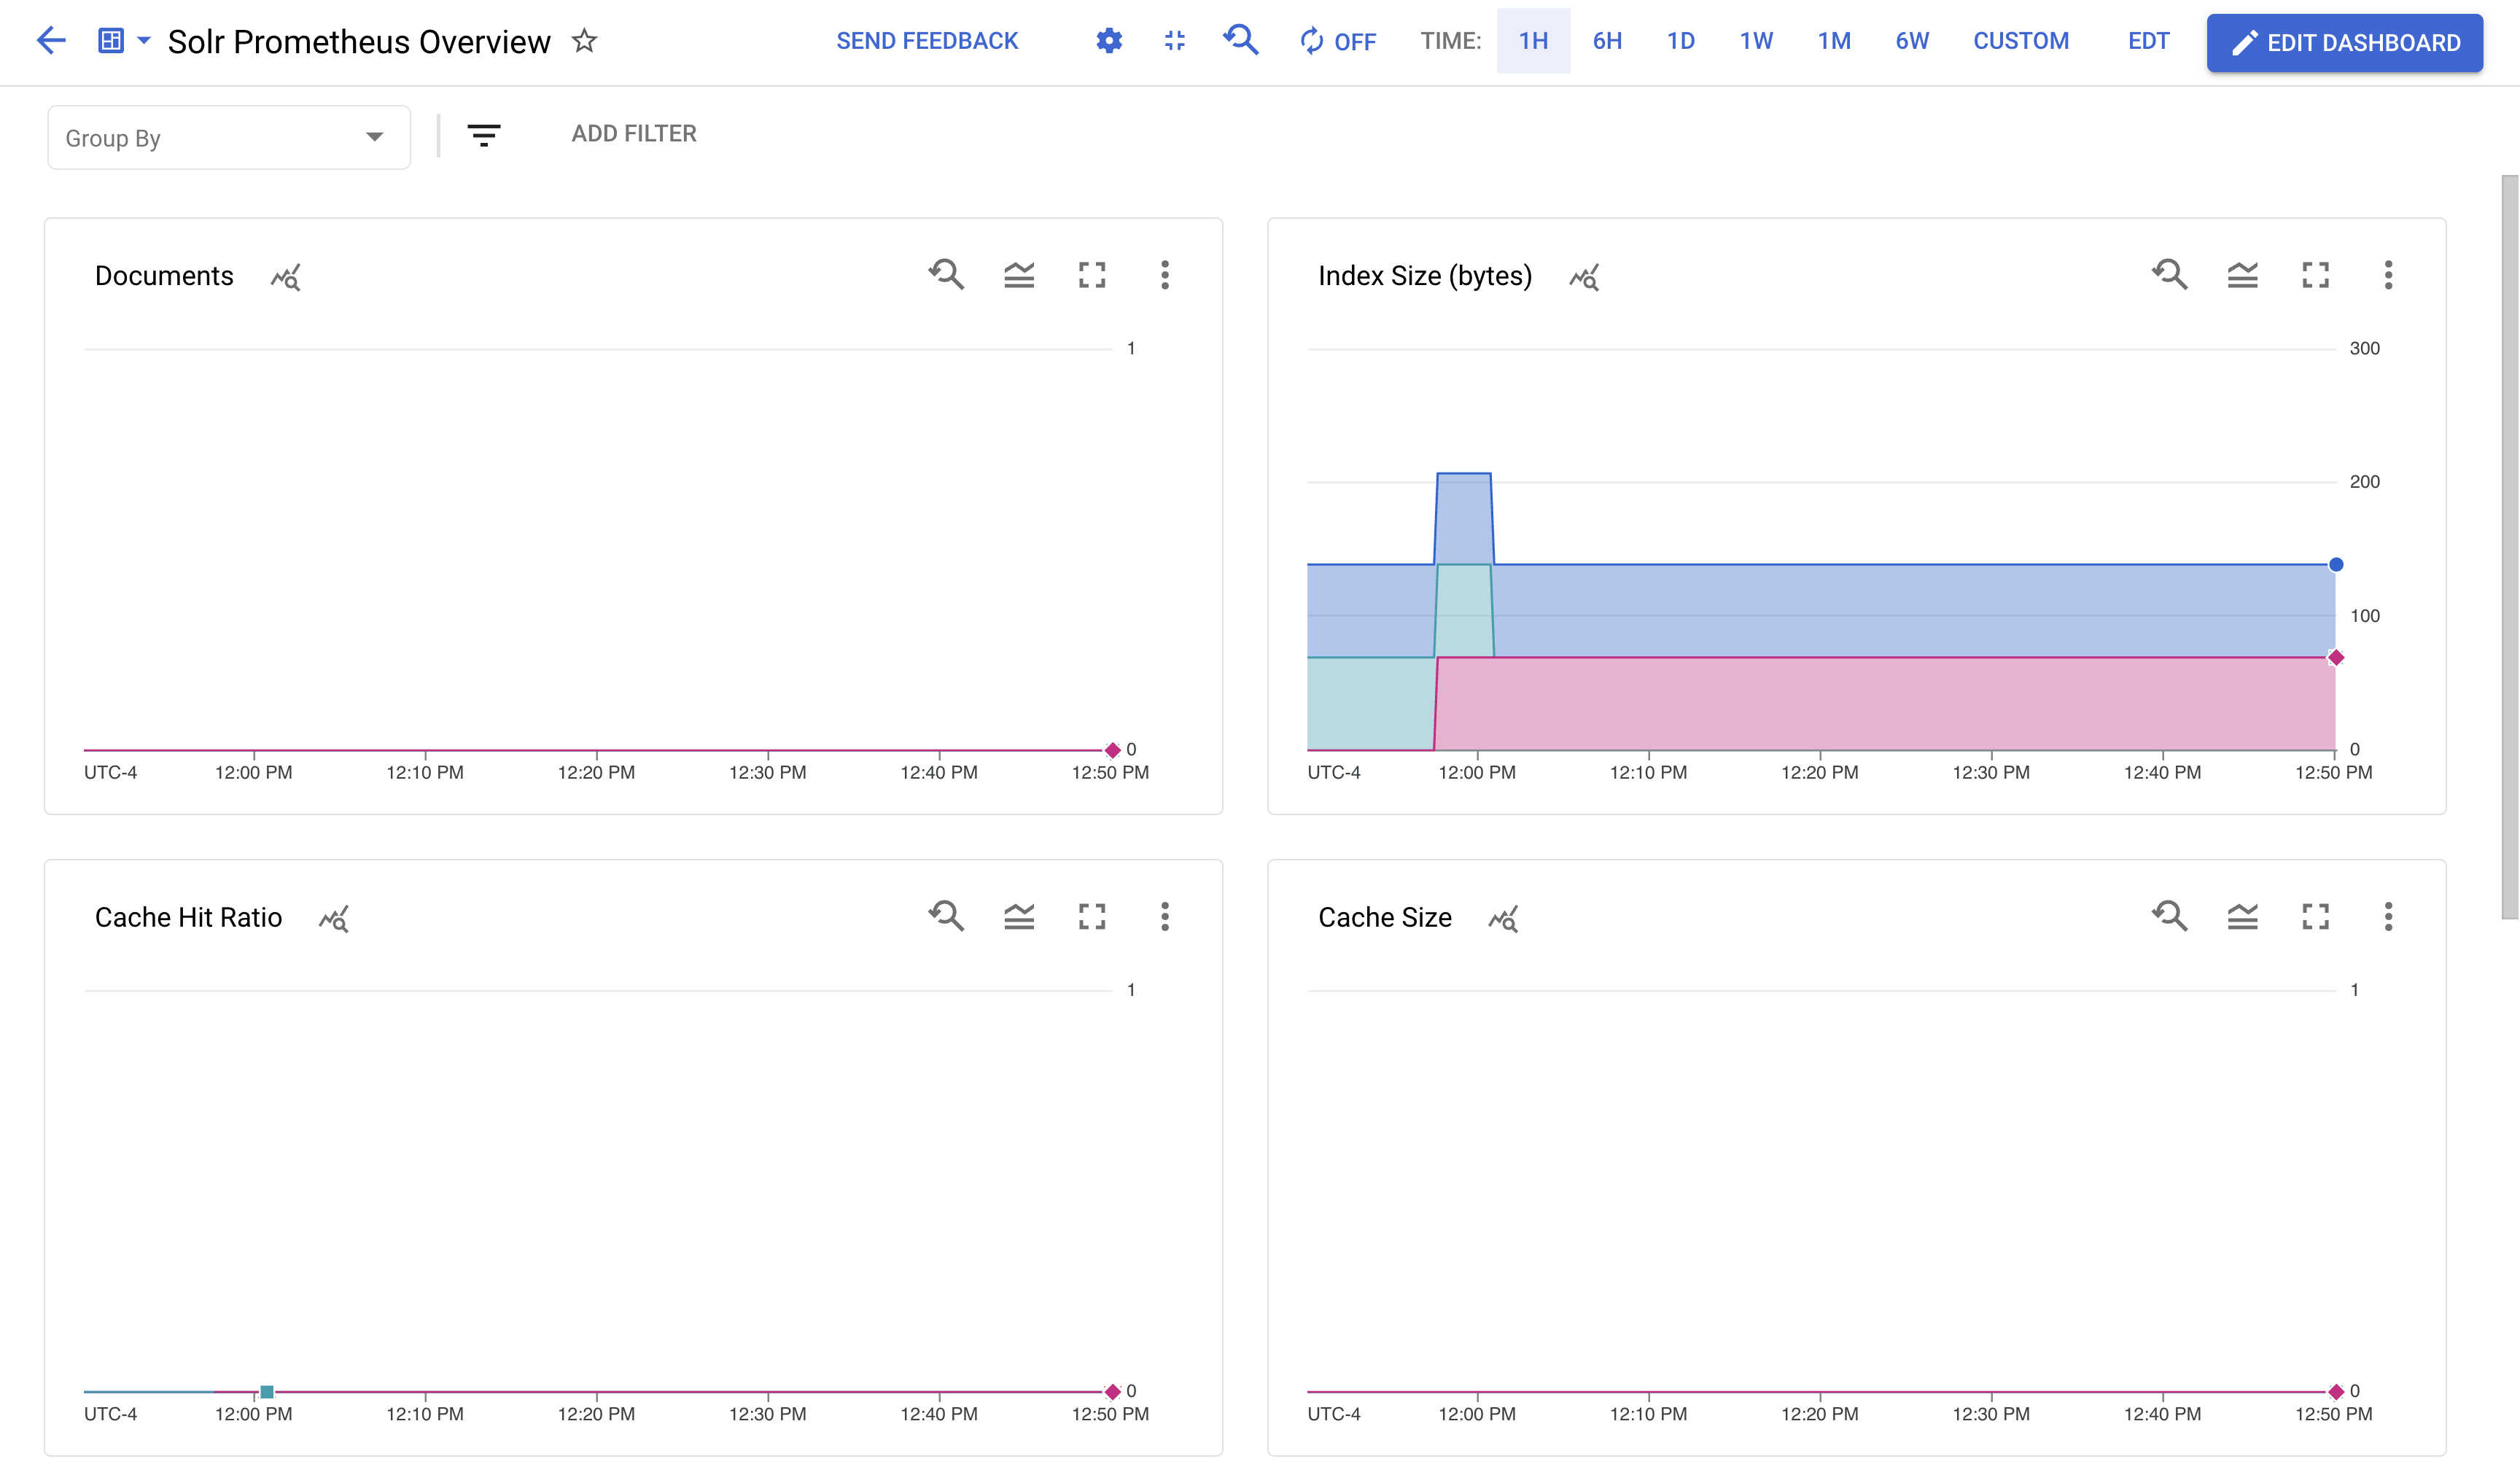 Solr Prometheus Overview SEND FEEDBACK OFF TIME: 1H 6H 1D 1W 1M 6W CUSTOM EDT EDIT DASHBOARD
Group By ADD FILTER
Documents
1
0
UTC-4 12:00 PM 12:10 PM 12:20 PM 12:30 PM 12:40 PM 12:50 PM
Index Size (bytes)
300
200
100
0
UTC-4 12:00 PM 12:10 PM 12:20 PM 12:30 PM 12:40 PM 12:50 PM
Cache Hit Ratio
1
0
UTC-4 12:00 PM 12:10 PM 12:20 PM 12:30 PM 12:40 PM 12:50 PM
Cache Size
1
0
UTC-4 12:00 PM 12:10 PM 12:20 PM 12:30 PM 12:40 PM 12:50 PM